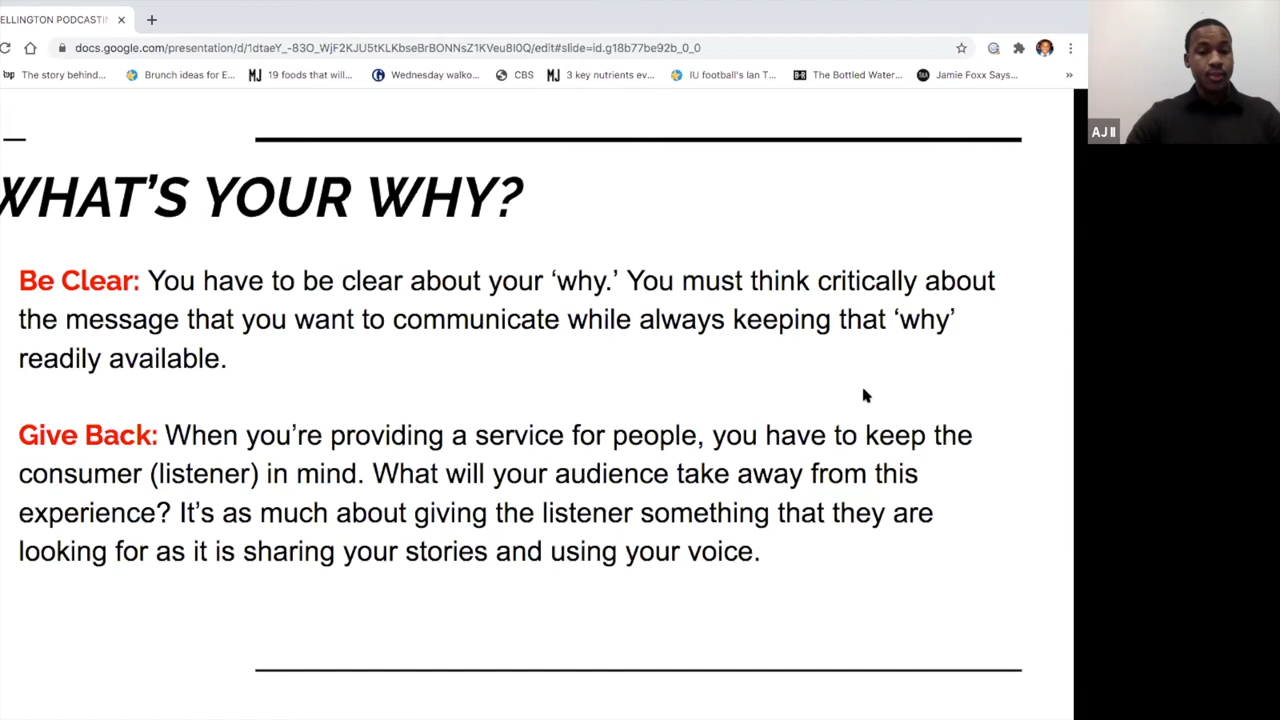 ELLINGTON PODCASTIN
docs.google.com/presentation/d/1dtaeY_-83O_WjF2KJU5tKLKbseBrBONNsZ1KVeu8I0Q/edit#slide=id.g18b77be92b_0_0
The story behind... Brunch ideas for E... MJ 19 foods that will... Wednesday walko... CBS MJ 3 key nutrients ev... IU football's Ian T... B·R The Bottled Water... Jamie Foxx Says... »
AJ II
WHAT’S YOUR WHY?
Be Clear: You have to be clear about your ‘why.’ You must think critically about
the message that you want to communicate while always keeping that ‘why’
readily available.
Give Back: When you’re providing a service for people, you have to keep the
consumer (listener) in mind. What will your audience take away from this
experience? It’s as much about giving the listener something that they are
looking for as it is sharing your stories and using your voice.